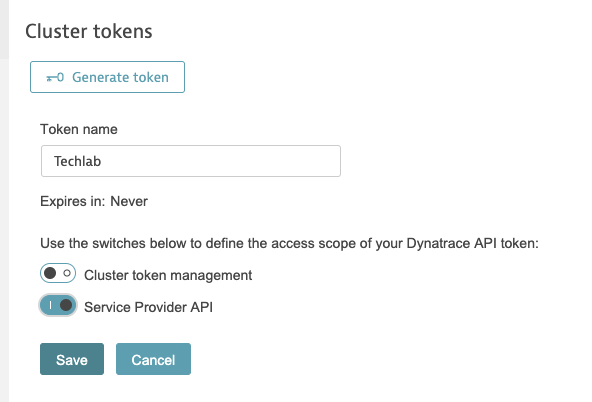 Cluster tokens
Generate token
Token name
Techlab
Expires in: Never
Use the switches below to define the access scope of your Dynatrace API token:
Cluster token management
Service Provider API
Save Cancel